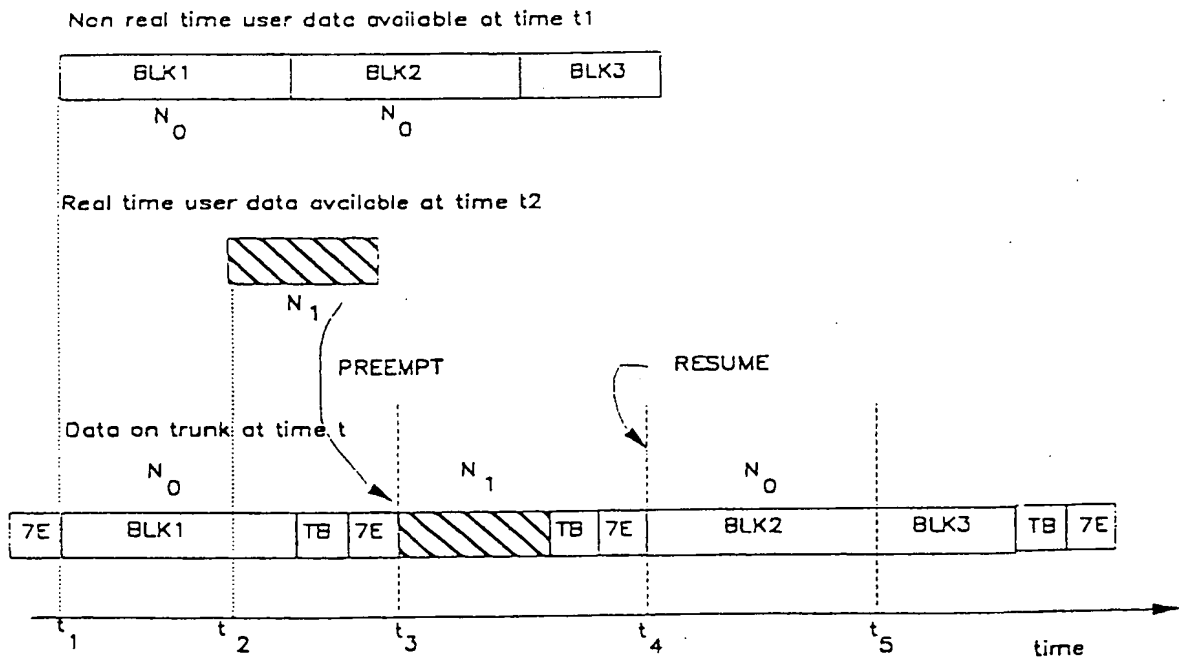 Non real time user data available at time t1
BLK1 BLK2 BLK3
N0 N0
Real time user data available at time t2
N1
PREEMPT RESUME
Data on trunk at time t
N0 N1 N0
7E BLK1 TB 7E TB 7E BLK2 BLK3 TB 7E
t1 t2 t3 t4 t5 time